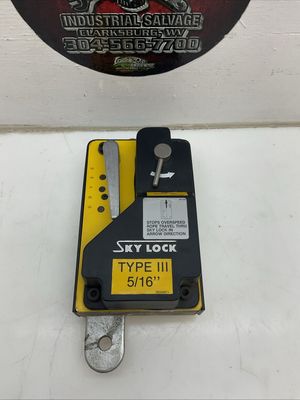 INDUSTRIAL SALVAGE
CLARKSBURG, WV
304-566-7700
STOPS OVERSPEED
ROPE TRAVEL THRU
SKY LOCK IN
ARROW DIRECTION
SKY LOCK
TYPE III
5/16"